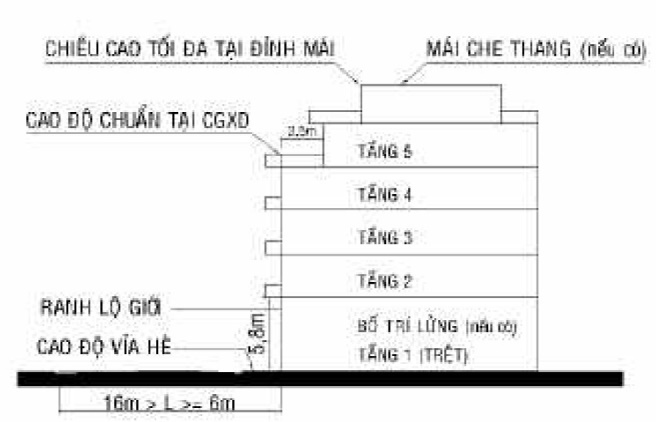 CHIỀU CAO TỐI ĐA TẠI ĐỈNH MÁI
MÁI CHE THANG (nếu có)
CAO ĐỘ CHUẨN TẠI CGXD
TẦNG 5
TẦNG 4
TẦNG 3
TẦNG 2
RANH LỘ GIỚI
5,8m
BỐ TRÍ LỬNG (nếu có)
CAO ĐỘ VỈA HÈ
TẦNG 1 (TRỆT)
16m > L >= 6m